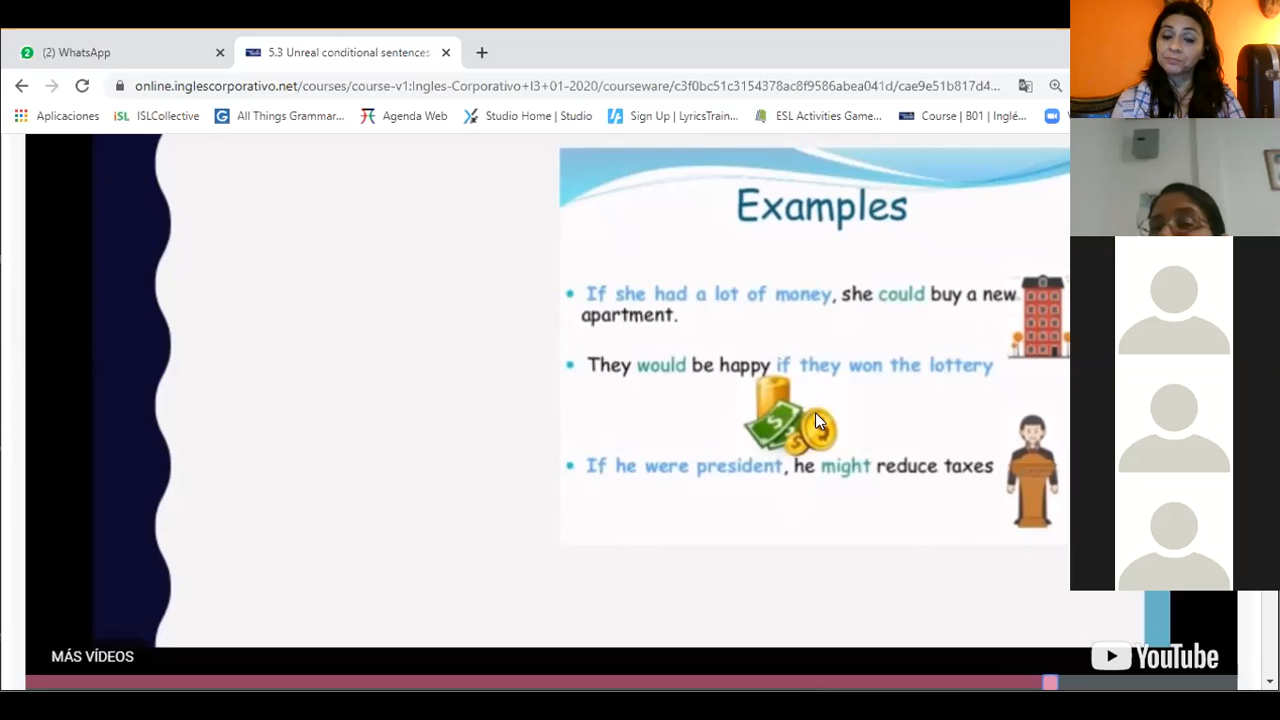 (2) WhatsApp
5.3 Unreal conditional sentences
online.inglescorporativo.net/courses/course-v1:Ingles-Corporativo+I3+01-2020/courseware/c3f0bc51c3154378ac8f9586abea041d/cae9e51b817d4...
Aplicaciones ISLCollective All Things Grammar... Agenda Web Studio Home | Studio Sign Up | LyricsTrain... ESL Activities Game... Course | B01 | Inglé...
Examples
If she had a lot of money, she could buy a new
apartment.
They would be happy if they won the lottery
If he were president, he might reduce taxes
MÁS VÍDEOS
YouTube